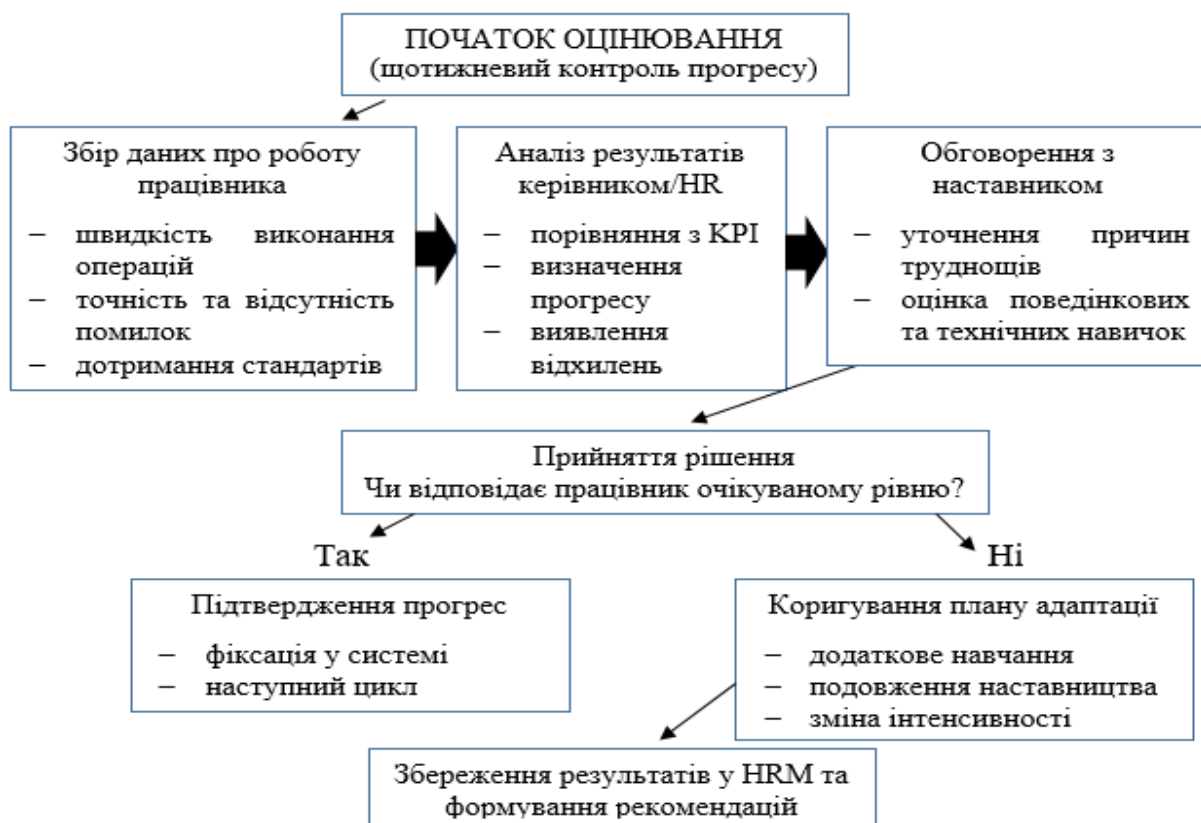 ПОЧАТОК ОЦІНЮВАННЯ
(щотижневий контроль прогресу)
Збір даних про роботу
працівника
– швидкість виконання
операцій
– точність та відсутність
помилок
– дотримання стандартів
Аналіз результатів
керівником/HR
– порівняння з KPI
– визначення
прогресу
– виявлення
відхилень
Обговорення з
наставником
– уточнення причин
труднощів
– оцінка поведінкових
та технічних навичок
Прийняття рішення
Чи відповідає працівник очікуваному рівню?
Так
Ні
Підтвердження прогрес
– фіксація у системі
– наступний цикл
Коригування плану адаптації
– додаткове навчання
– подовження наставництва
– зміна інтенсивності
Збереження результатів у HRM та
формування рекомендацій